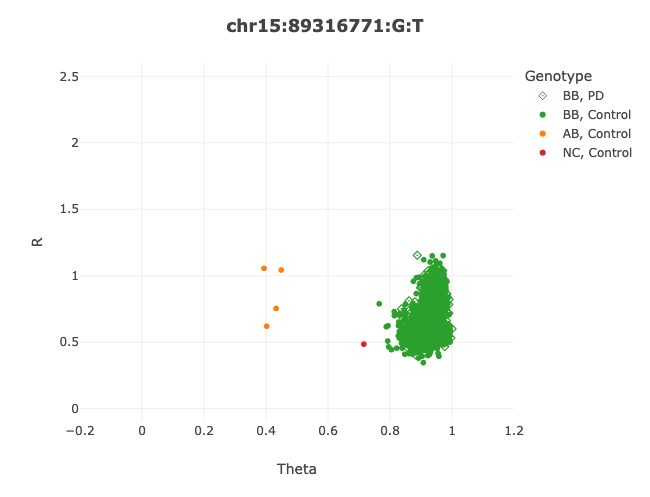 chr15:89316771:G:T
Genotype
BB, PD
BB, Control
AB, Control
NC, Control
2.5
2
1.5
1
0.5
0
R
−0.2 0 0.2 0.4 0.6 0.8 1 1.2
Theta